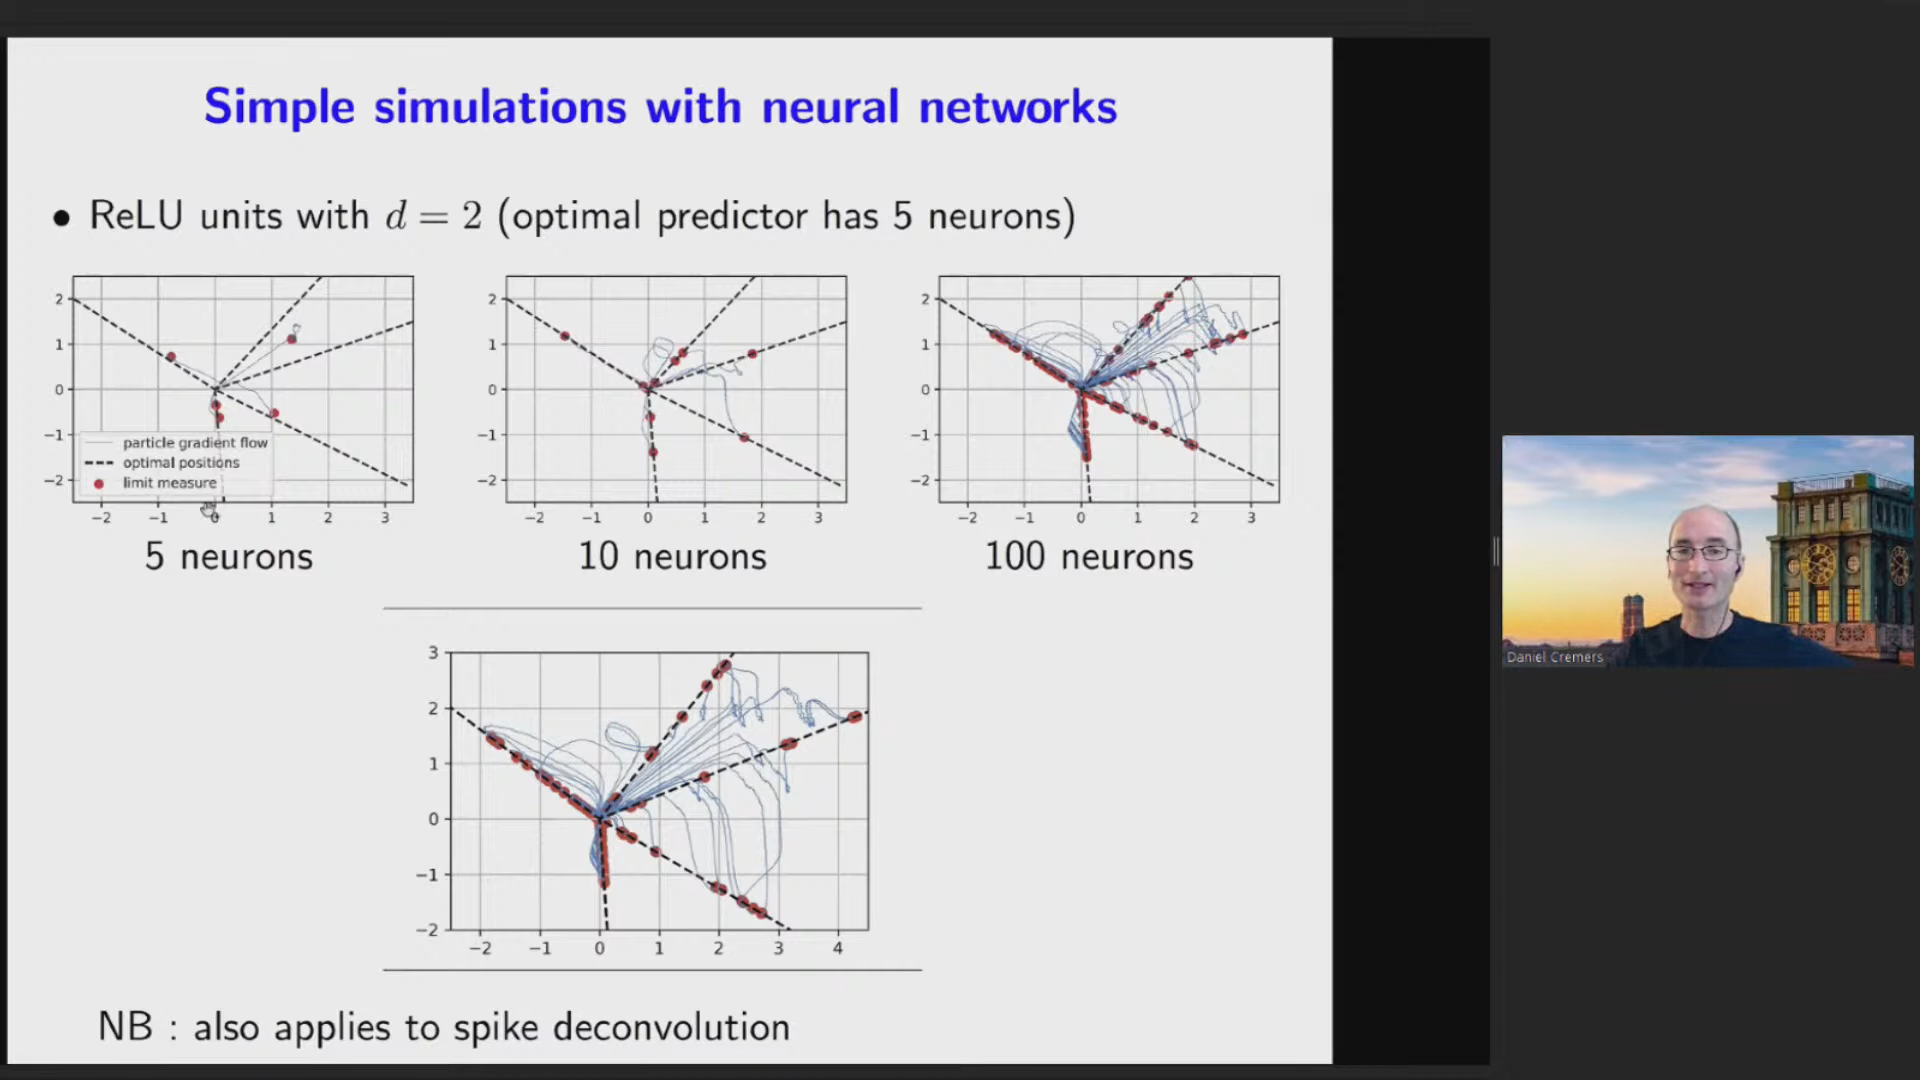 Simple simulations with neural networks
• ReLU units with d = 2 (optimal predictor has 5 neurons)
2
1
0
−1
−2
−2 −1 0 1 2 3
particle gradient flow
optimal positions
limit measure
5 neurons
2
1
0
−1
−2
−2 −1 0 1 2 3
10 neurons
2
1
0
−1
−2
−2 −1 0 1 2 3
100 neurons
3
2
1
0
−1
−2
−2 −1 0 1 2 3 4
NB : also applies to spike deconvolution
Daniel Cremers